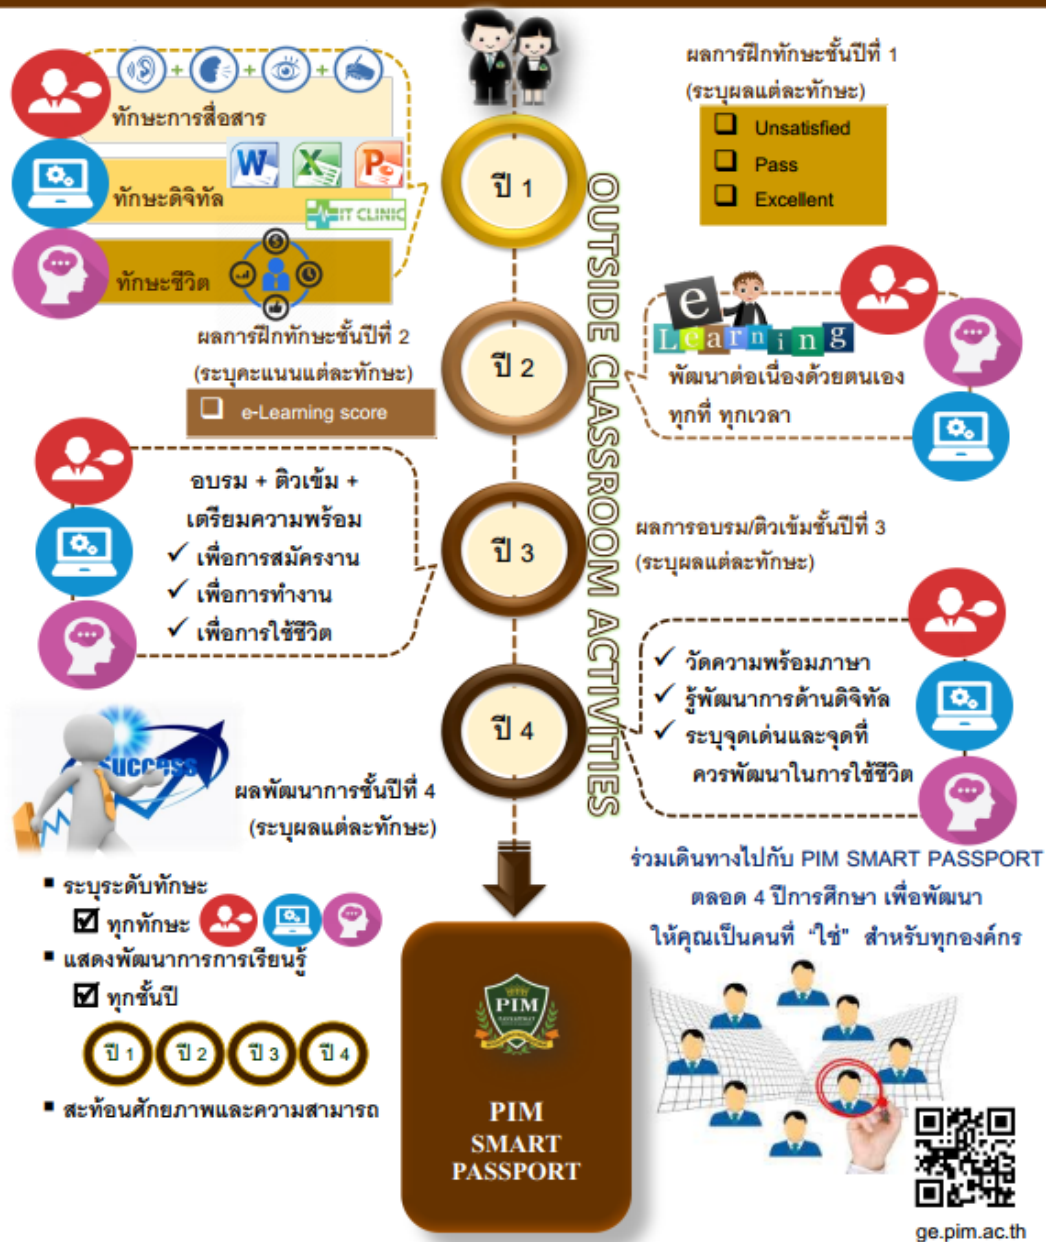 ทักษะการสื่อสาร
ทักษะดิจิทัล
W X P
IT CLINIC
ทักษะชีวิต
ปี 1
ผลการฝึกทักษะชั้นปีที่ 1
(ระบุผลแต่ละทักษะ)
Unsatisfied
Pass
Excellent
OUTSIDE CLASSROOM ACTIVITIES
ผลการฝึกทักษะชั้นปีที่ 2
(ระบุคะแนนแต่ละทักษะ)
e-Learning score
ปี 2
e
Learning
พัฒนาต่อเนื่องด้วยตนเอง
ทุกที่ ทุกเวลา
อบรม + ติวเข้ม +
เตรียมความพร้อม
✓ เพื่อการสมัครงาน
✓ เพื่อการทำงาน
✓ เพื่อการใช้ชีวิต
ปี 3
ผลการอบรม/ติวเข้มชั้นปีที่ 3
(ระบุผลแต่ละทักษะ)
✓ วัดความพร้อมภาษา
✓ รู้พัฒนาการด้านดิจิทัล
✓ ระบุจุดเด่นและจุดที่
ควรพัฒนาในการใช้ชีวิต
ปี 4
success
ผลพัฒนาการชั้นปีที่ 4
(ระบุผลแต่ละทักษะ)
▪ ระบุระดับทักษะ
☑ ทุกทักษะ
▪ แสดงพัฒนาการการเรียนรู้
☑ ทุกชั้นปี
ปี 1 ปี 2 ปี 3 ปี 4
▪ สะท้อนศักยภาพและความสามารถ
PIM
PIM
SMART
PASSPORT
ร่วมเดินทางไปกับ PIM SMART PASSPORT
ตลอด 4 ปีการศึกษา เพื่อพัฒนา
ให้คุณเป็นคนที่ "ใช่" สำหรับทุกองค์กร
ge.pim.ac.th